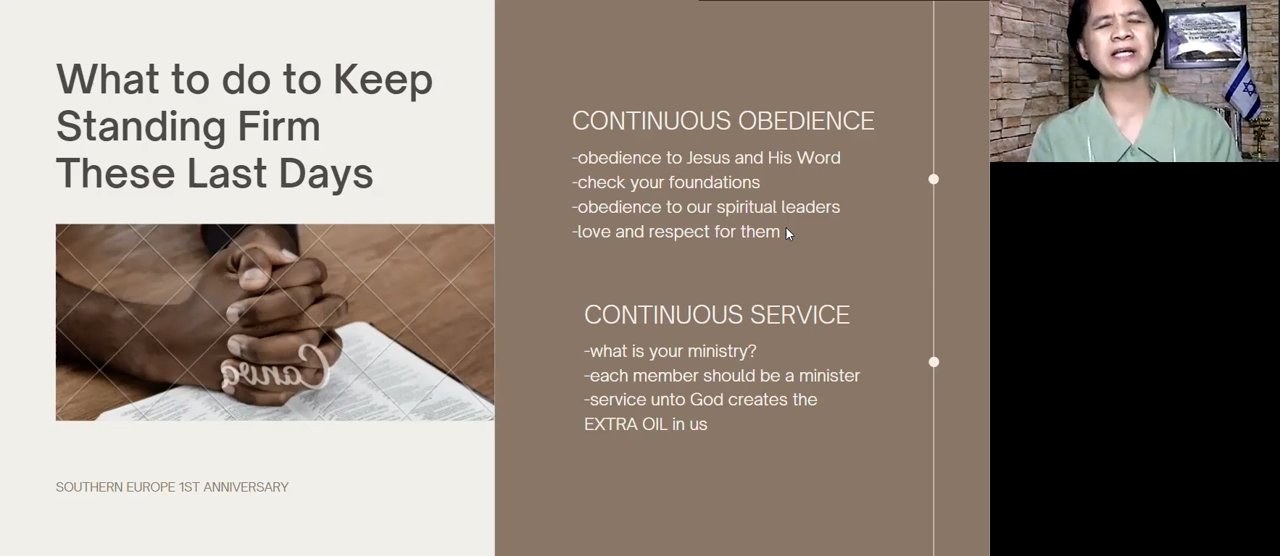 What to do to Keep
Standing Firm
These Last Days
Canva
SOUTHERN EUROPE 1ST ANNIVERSARY
CONTINUOUS OBEDIENCE
-obedience to Jesus and His Word
-check your foundations
-obedience to our spiritual leaders
-love and respect for them
CONTINUOUS SERVICE
-what is your ministry?
-each member should be a minister
-service unto God creates the
EXTRA OIL in us